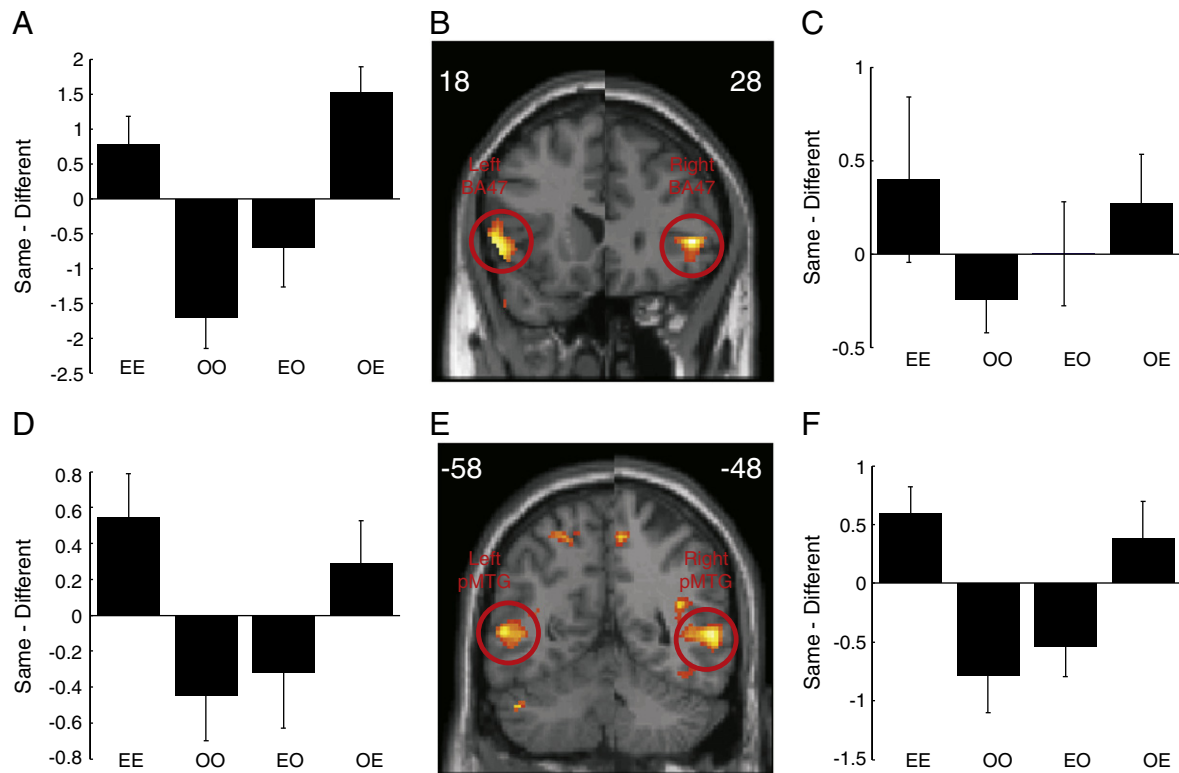 A
Same - Different
2
1.5
1
0.5
0
-0.5
-1
-1.5
-2
-2.5
EE OO EO OE
B
18 28
Left
BA47
Right
BA47
C
Same - Different
1
0.5
0
-0.5
EE OO EO OE
D
Same - Different
0.8
0.6
0.4
0.2
0
-0.2
-0.4
-0.6
-0.8
EE OO EO OE
E
-58 -48
Left
pMTG
Right
pMTG
F
Same - Different
1
0.5
0
-0.5
-1
-1.5
EE OO EO OE